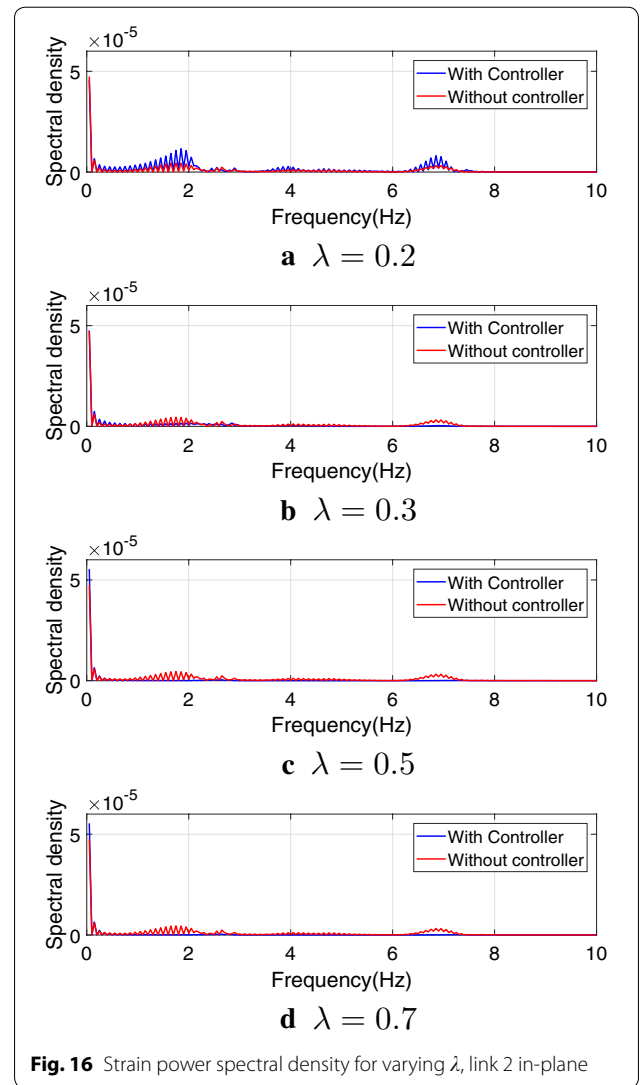 ×10-5
5
Spectral density
With Controller
Without controller
0
0 2 4 6 8 10
Frequency(Hz)
a λ = 0.2
×10-5
5
Spectral density
With Controller
Without controller
0
0 2 4 6 8 10
Frequency(Hz)
b λ = 0.3
×10-5
5
Spectral density
With Controller
Without controller
0
0 2 4 6 8 10
Frequency(Hz)
c λ = 0.5
×10-5
5
Spectral density
With Controller
Without controller
0
0 2 4 6 8 10
Frequency(Hz)
d λ = 0.7
Fig. 16 Strain power spectral density for varying λ, link 2 in-plane